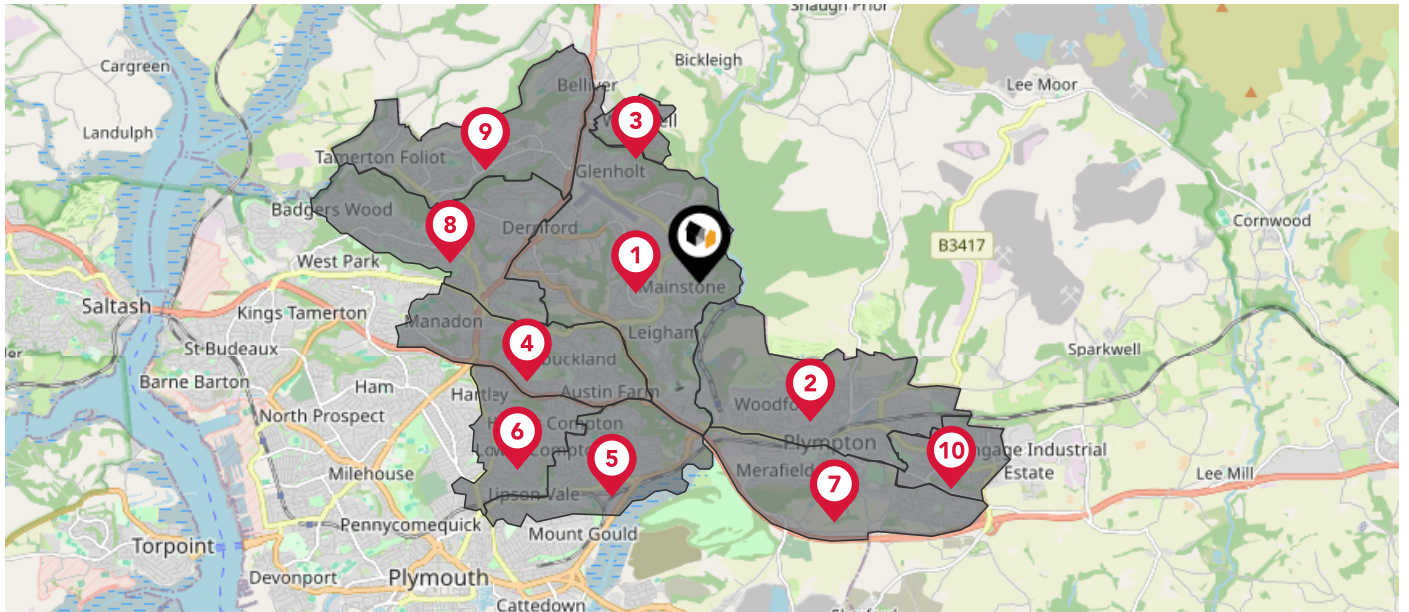 Shaugh Prior
Cargreen
Bickleigh
Belliver
Lee Moor
9
3
Landulph
Tamerton Foliot
Glenholt
Badgers Wood
8
Derriford
Cornwood
B3417
West Park
1
Mainstone
Saltash
Kings Tamerton
Manadon
Leigham
St Budeaux
4
Buckland
Sparkwell
Barne Barton
Ham
Hartley
Austin Farm
2
Woodfo
North Prospect
6
Compton
Plympton
10
ngage Industrial
Estate
Milehouse
5
Merafield
7
Lee Mill
Lipson Vale
Pennycomequick
Mount Gould
Torpoint
Devonport
Plymouth
Cattedown